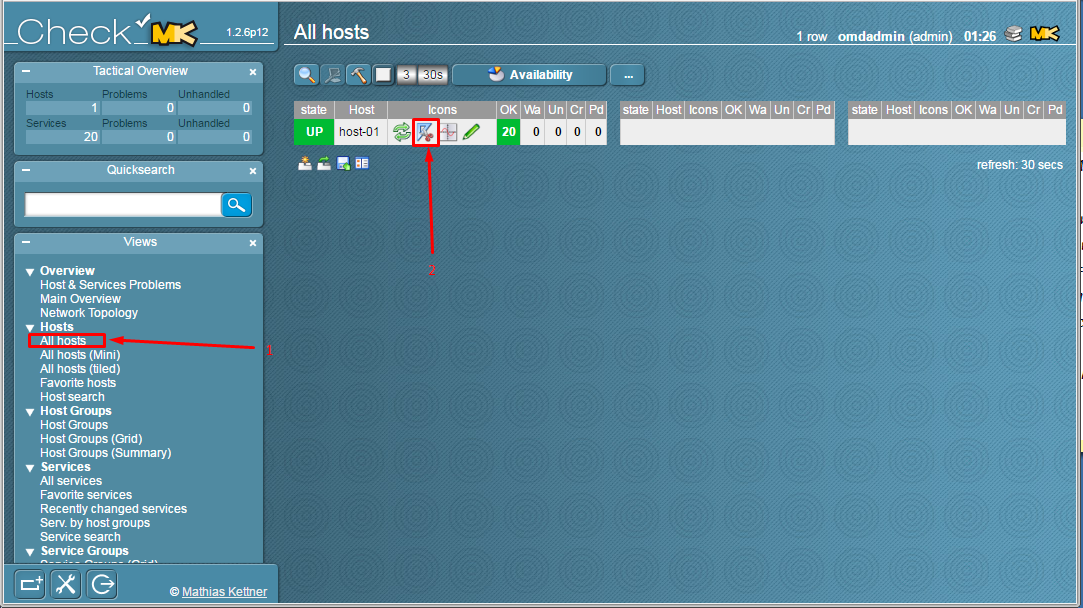 Check MK 1.2.6p12
All hosts
1 row omdadmin (admin) 01:26 MK
Tactical Overview ×
Hosts Problems Unhandled
1 0 0
Services Problems Unhandled
20 0 0
Quicksearch ×
Views ×
Overview
Host & Services Problems
Main Overview
Network Topology
Hosts
All hosts
All hosts (Mini)
All hosts (tiled)
Favorite hosts
Host search
Host Groups
Host Groups
Host Groups (Grid)
Host Groups (Summary)
Services
All services
Favorite services
Recently changed services
Serv. by host groups
Service search
Service Groups
Service Groups (Grid)
© Mathias Kettner
3 30s Availability ...
state Host Icons OK Wa Un Cr Pd state Host Icons OK Wa Un Cr Pd state Host Icons OK Wa Un Cr Pd
UP host-01 20 0 0 0 0
refresh: 30 secs
2
1